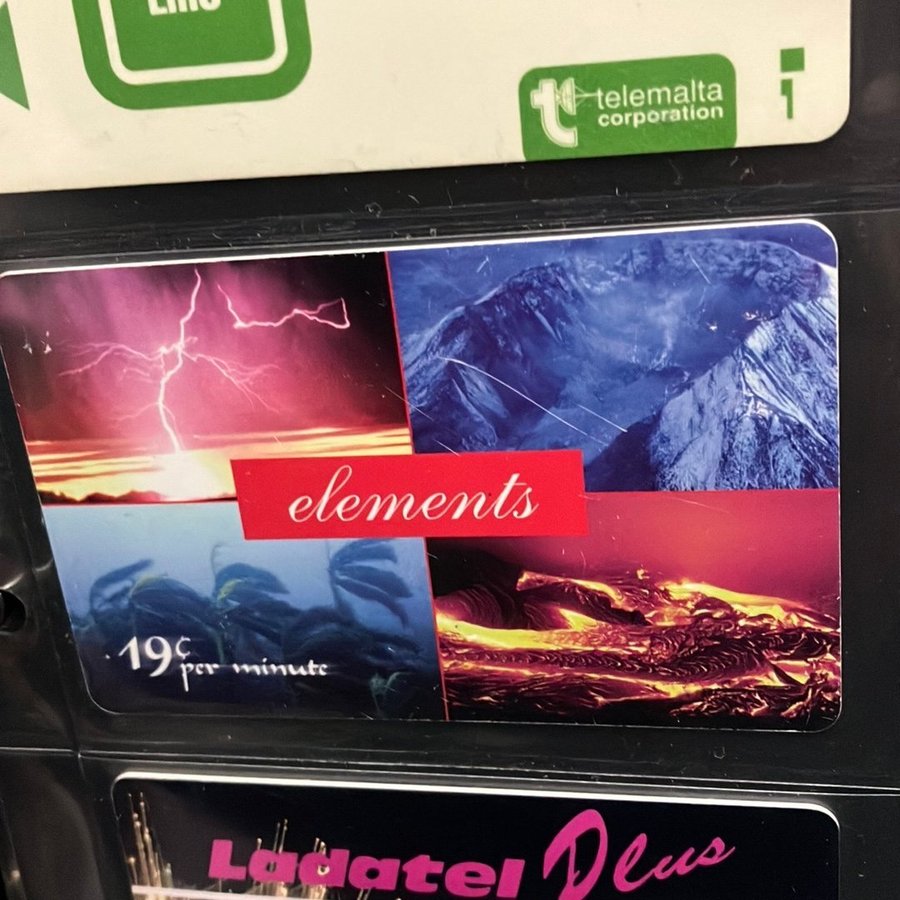 telemalta
corporation
elements
19¢
per minute
Ladatel Plus